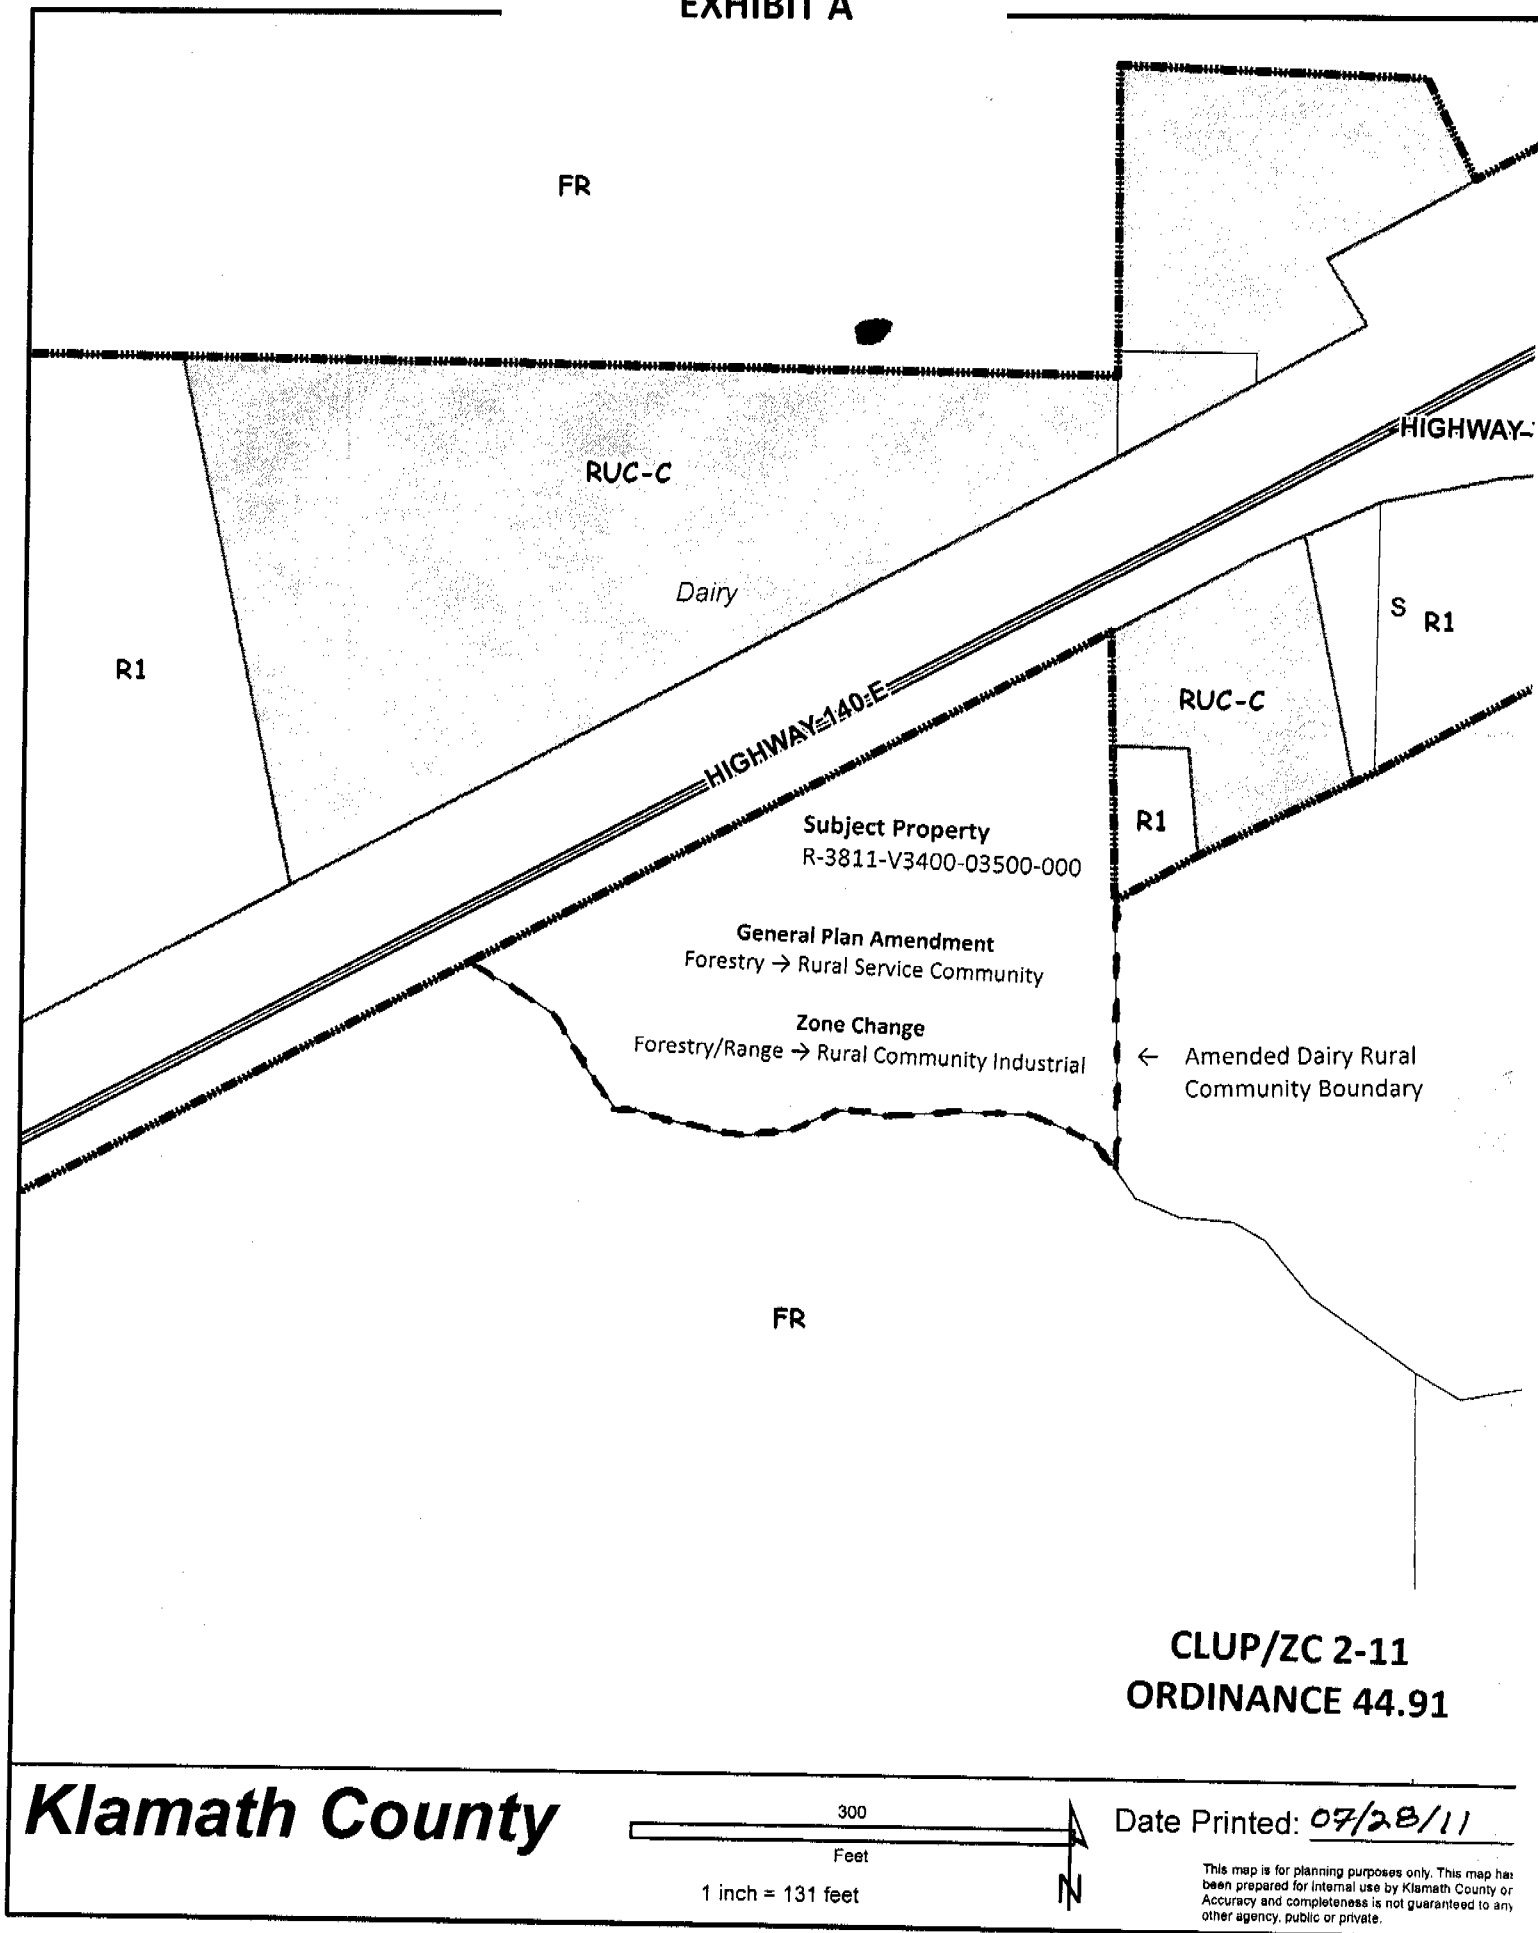 EXHIBIT A
FR
RUC-C
Dairy
HIGHWAY
S
R1
R1
RUC-C
HIGHWAY 140 E
R1
Subject Property
R-3811-V3400-03500-000
General Plan Amendment
Forestry → Rural Service Community
Zone Change
Forestry/Range → Rural Community Industrial
← Amended Dairy Rural
Community Boundary
FR
CLUP/ZC 2-11
ORDINANCE 44.91
Klamath County
300
Feet
1 inch = 131 feet
N
Date Printed: 07/28/11
This map is for planning purposes only. This map has
been prepared for internal use by Klamath County or
Accuracy and completeness is not guaranteed to any
other agency, public or private.